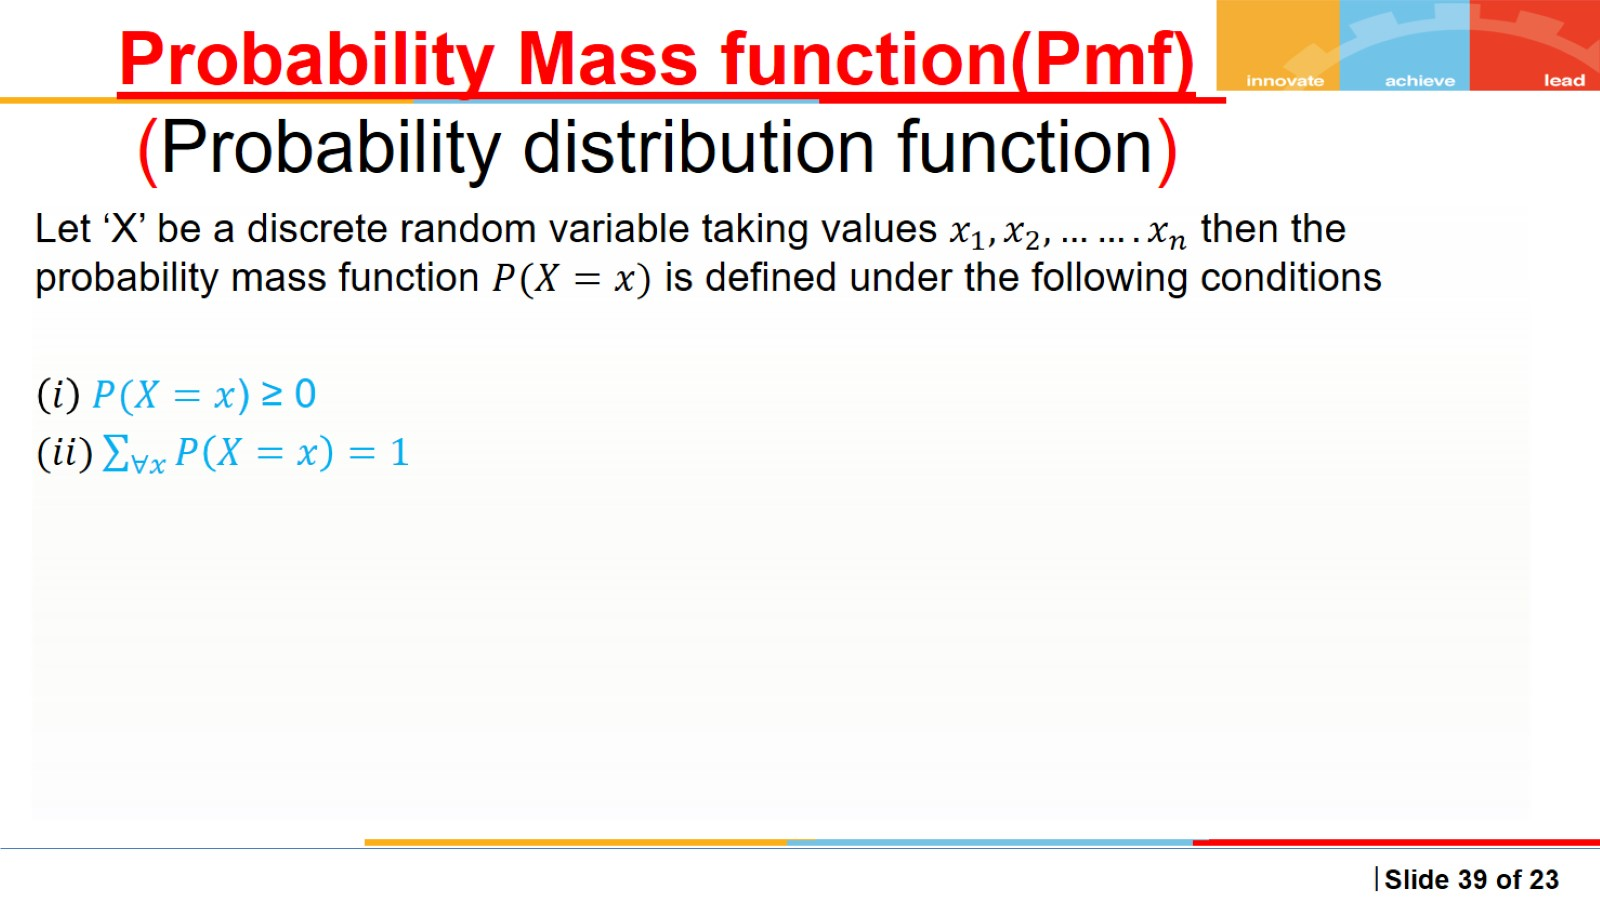 Probability Mass function(Pmf)
innovate achieve lead
(Probability distribution function)
Let ‘X’ be a discrete random variable taking values 𝑥₁, 𝑥₂, … … . 𝑥ₙ then the
probability mass function 𝑃(𝑋 = 𝑥) is defined under the following conditions
(𝑖) 𝑃(𝑋 = 𝑥) ≥ 0
(𝑖𝑖) ∑∀𝑥 𝑃(𝑋 = 𝑥) = 1
Slide 39 of 23